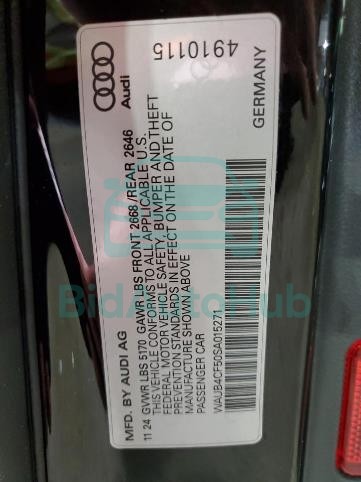 Audi
4910115
MFD. BY AUDI AG
11 24 GVWR LBS 5170 GAWR LBS FRONT 2668 /REAR 2646
THIS VEHICLE CONFORMS TO ALL APPLICABLE U.S.
FEDERAL MOTOR VEHICLE SAFETY, BUMPER AND THEFT
PREVENTION STANDARDS IN EFFECT ON THE DATE OF
MANUFACTURE SHOWN ABOVE
PASSENGER CAR
WAUB4CF50SA015271
GERMANY
BidAutoHub